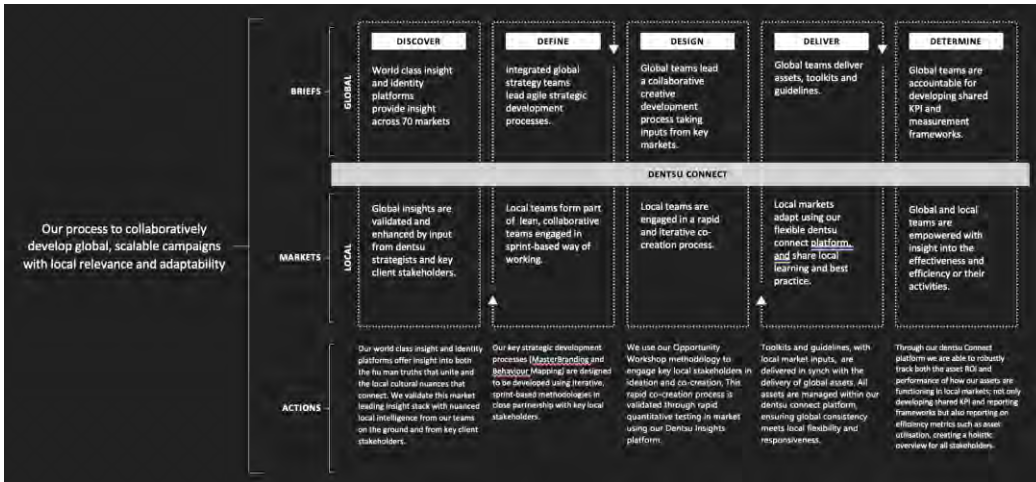 Our process to collaboratively
develop global, scalable campaigns
with local relevance and adaptability
BRIEFS
MARKETS
ACTIONS
GLOBAL
LOCAL
DISCOVER
DEFINE
DESIGN
DELIVER
DETERMINE
World class insight
and identity
platforms
provide insight
across 70 markets
integrated global
strategy teams
lead agile strategic
development
processes.
Global teams lead
a collaborative
creative
development
process taking
inputs from key
markets.
Global teams deliver
assets, toolkits and
guidelines.
Global teams are
accountable for
developing shared
KPI and
measurement
frameworks.
DENTSU CONNECT
Global insights are
validated and
enhanced by input
from dentsu
strategists and key
client stakeholders.
Local teams form part
of lean, collaborative
teams engaged in
sprint-based way of
working.
Local teams are
engaged in a rapid
and iterative co-
creation process.
Local markets
adapt using our
flexible dentsu
connect platform,
and share local
learning and best
practice.
Global and local
teams are
empowered with
insight into the
effectiveness and
efficiency or their
activities.
Our world class insight and identity
platforms offer insight into both
the human truths that unite and
the local cultural nuances that
connect. We validate this market
leading insight stack with nuanced
local intelligence from our teams
on the ground and from key client
stakeholders.
Our key strategic development
processes (MasterBranding and
Behaviour Mapping) are designed
to be developed using iterative,
sprint-based methodologies in
close partnership with key local
stakeholders.
We use our Opportunity
Workshop methodology to
engage key local stakeholders in
ideation and co-creation. This
rapid co-creation process is
validated through rapid
quantitative testing in market
using our Dentsu Insights
platform.
Toolkits and guidelines, with
local market inputs, are
delivered in synch with the
delivery of global assets. All
assets are managed within our
dentsu connect platform,
ensuring global consistency
meets local flexibility and
responsiveness.
Through our dentsu Connect
platform we are able to robustly
track both the asset ROI and
performance of how our assets are
functioning in local markets; not only
developing shared KPI and reporting
frameworks but also reporting on
efficiency metrics such as asset
utilisation, creating a holistic
overview for all stakeholders.